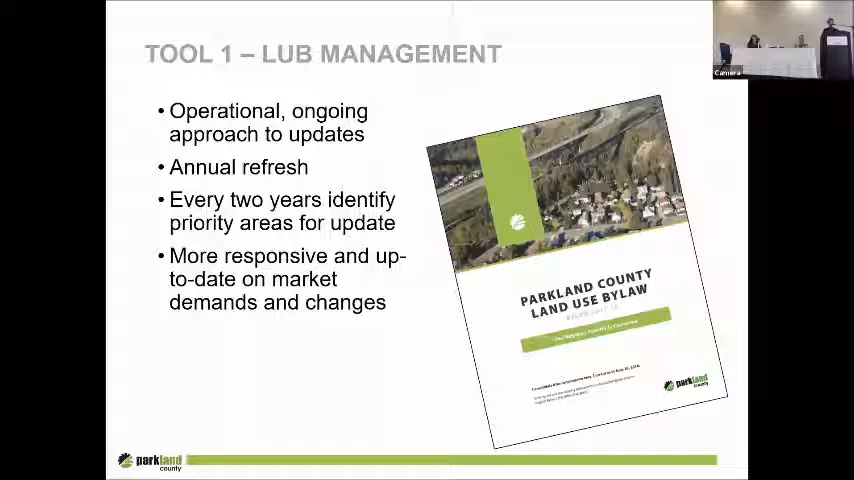 TOOL 1 – LUB MANAGEMENT
Camera
• Operational, ongoing
approach to updates
• Annual refresh
• Every two years identify
priority areas for update
• More responsive and up-
to-date on market
demands and changes
PARKLAND COUNTY
LAND USE BYLAW
parkland
county
parkland
county